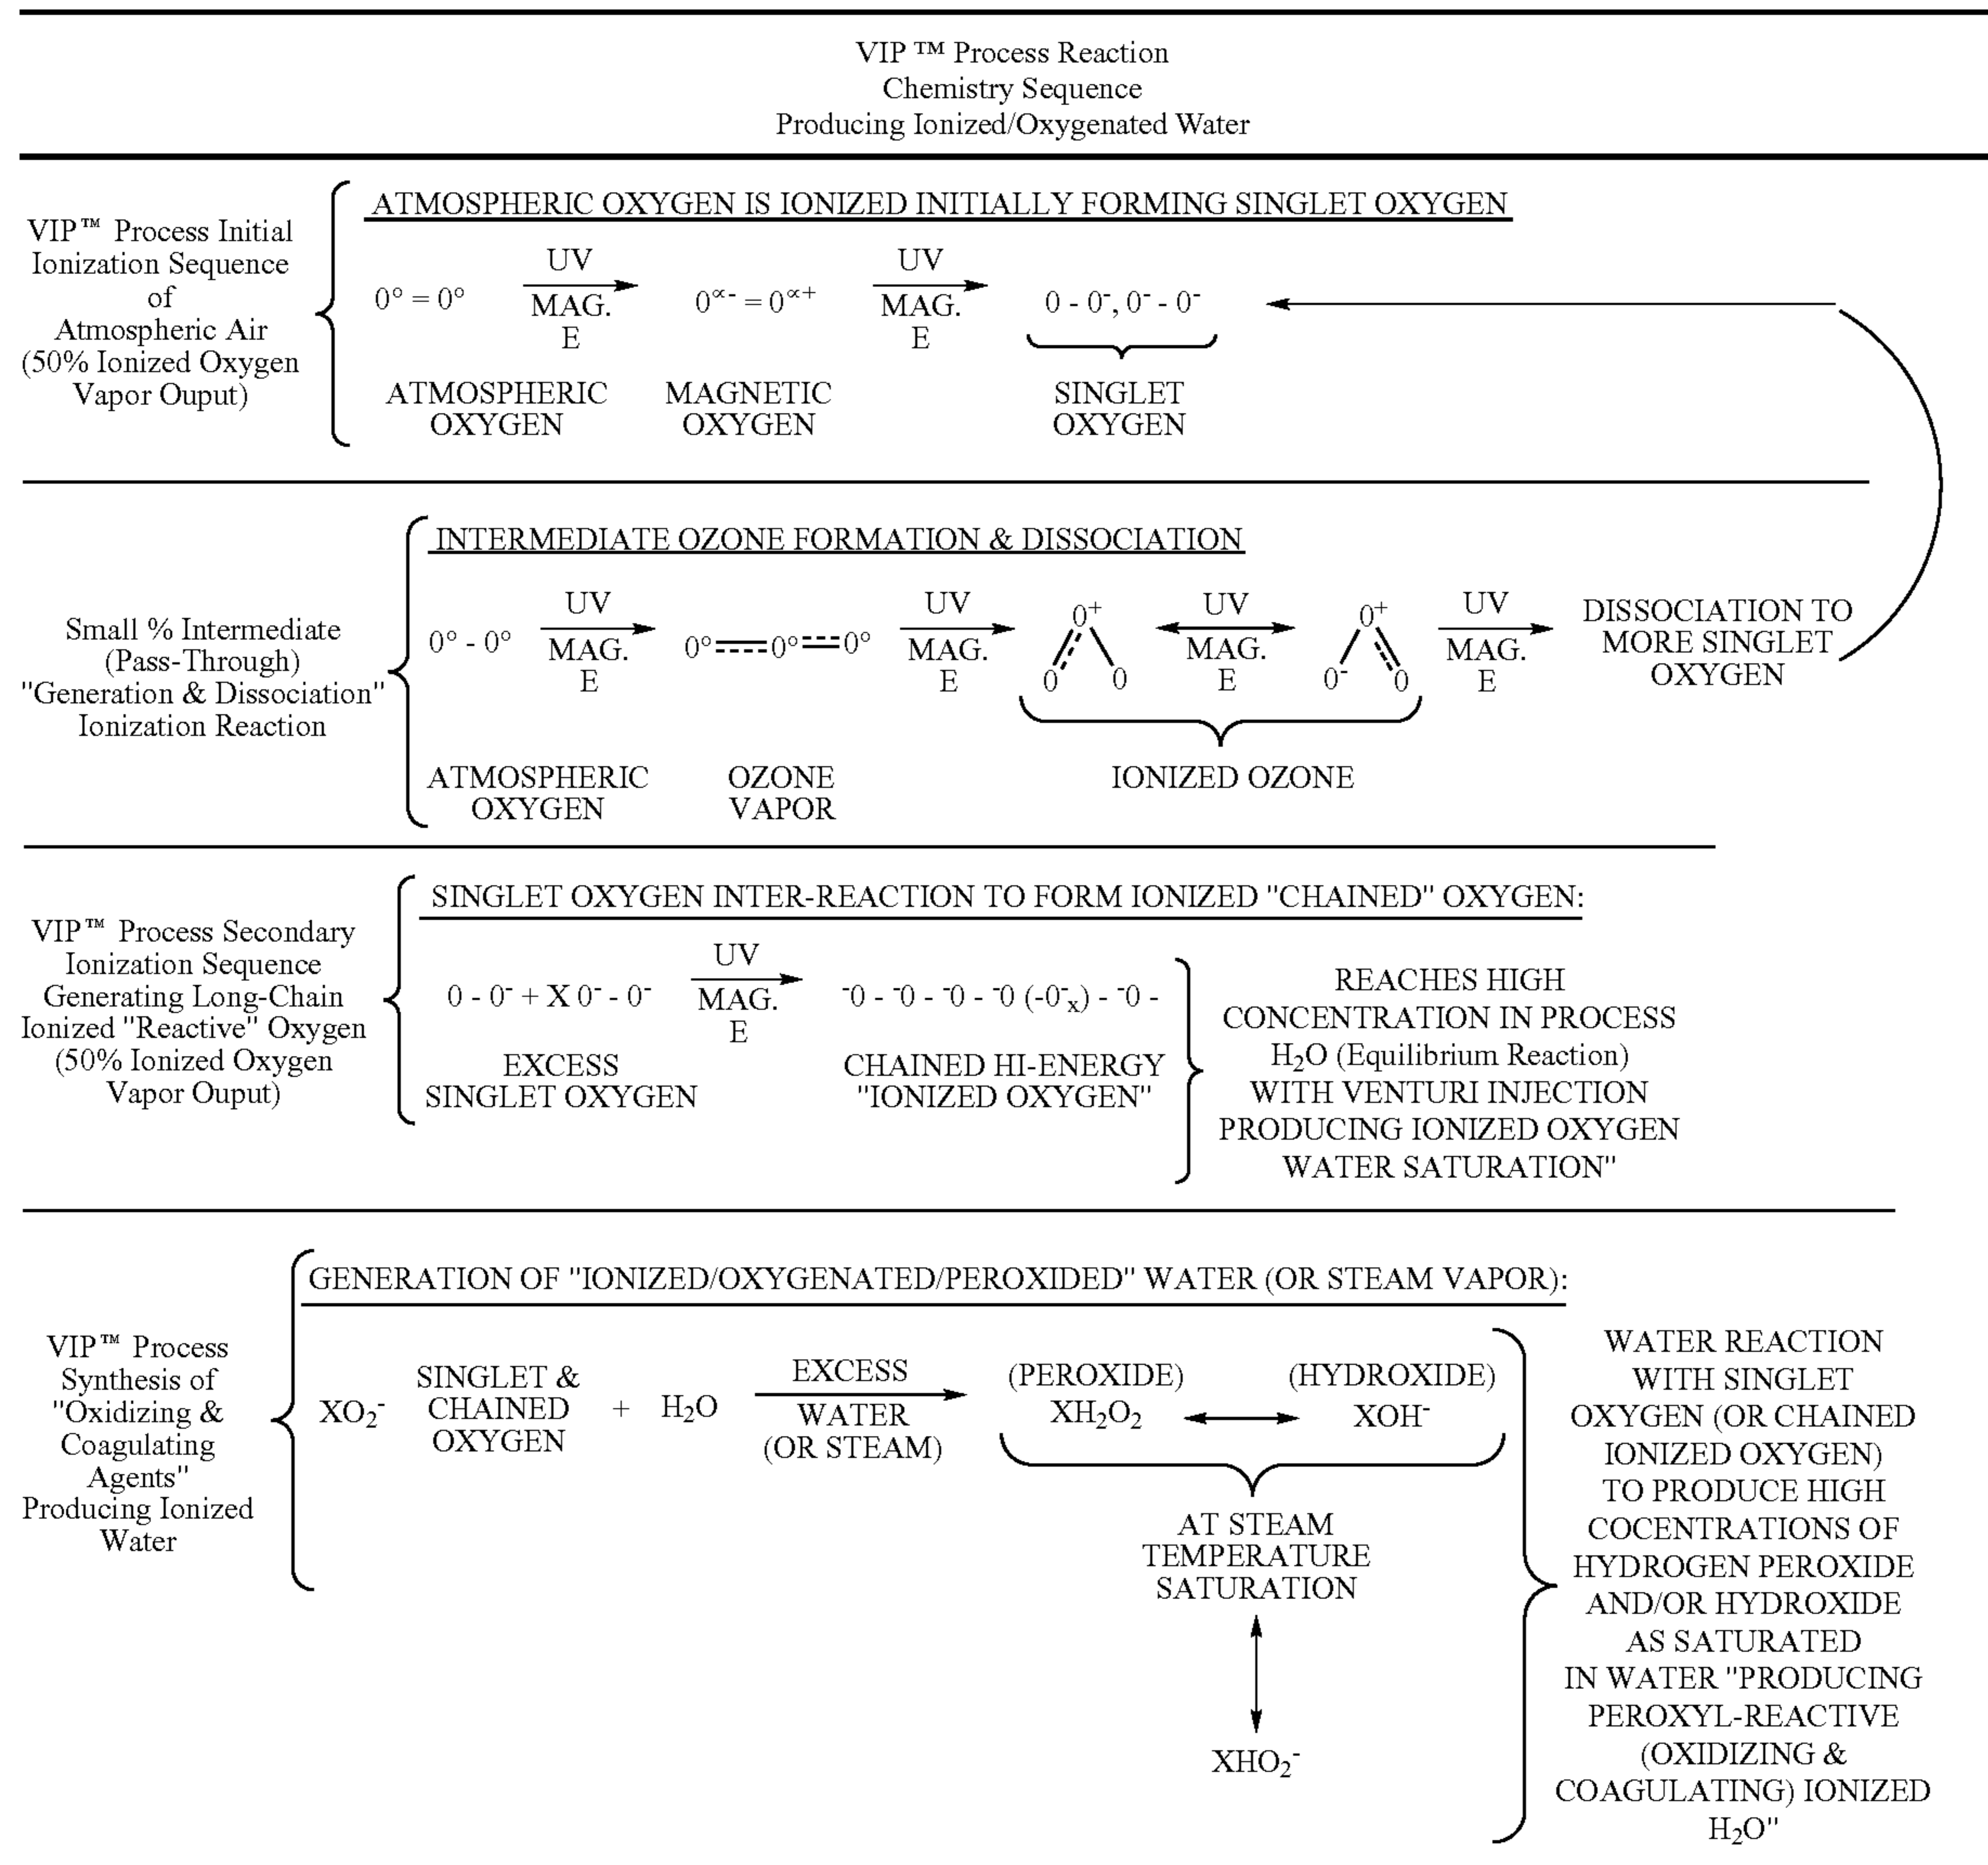 VIP ™ Process Reaction
Chemistry Sequence
Producing Ionized/Oxygenated Water
VIP™ Process Initial
Ionization Sequence
of
Atmospheric Air
(50% Ionized Oxygen
Vapor Ouput)
ATMOSPHERIC OXYGEN IS IONIZED INITIALLY FORMING SINGLET OXYGEN
0° = 0°
UV
MAG.
E
0∝- = 0∝+
UV
MAG.
E
0 - 0⁻, 0⁻ - 0⁻
ATMOSPHERIC
OXYGEN
MAGNETIC
OXYGEN
SINGLET
OXYGEN
Small % Intermediate
(Pass-Through)
"Generation & Dissociation"
Ionization Reaction
INTERMEDIATE OZONE FORMATION & DISSOCIATION
0° - 0°
UV
MAG.
E
0° 0° 0°
UV
MAG.
E
0⁺
0 0
UV
MAG.
E
0⁺
0⁻ 0
UV
MAG.
E
DISSOCIATION TO
MORE SINGLET
OXYGEN
ATMOSPHERIC
OXYGEN
OZONE
VAPOR
IONIZED OZONE
VIP™ Process Secondary
Ionization Sequence
Generating Long-Chain
Ionized "Reactive" Oxygen
(50% Ionized Oxygen
Vapor Ouput)
SINGLET OXYGEN INTER-REACTION TO FORM IONIZED "CHAINED" OXYGEN:
0 - 0⁻ + X 0⁻ - 0⁻
UV
MAG.
E
⁻0 - ⁻0 - ⁻0 - ⁻0 (-0⁻ₓ) - ⁻0 -
EXCESS
SINGLET OXYGEN
CHAINED HI-ENERGY
"IONIZED OXYGEN"
REACHES HIGH
CONCENTRATION IN PROCESS
H₂O (Equilibrium Reaction)
WITH VENTURI INJECTION
PRODUCING IONIZED OXYGEN
WATER SATURATION"
VIP™ Process
Synthesis of
"Oxidizing &
Coagulating
Agents"
Producing Ionized
Water
GENERATION OF "IONIZED/OXYGENATED/PEROXIDED" WATER (OR STEAM VAPOR):
XO₂⁻
SINGLET &
CHAINED
OXYGEN
+ H₂O
EXCESS
WATER
(OR STEAM)
(PEROXIDE)
XH₂O₂
(HYDROXIDE)
XOH⁻
AT STEAM
TEMPERATURE
SATURATION
XHO₂⁻
WATER REACTION
WITH SINGLET
OXYGEN (OR CHAINED
IONIZED OXYGEN)
TO PRODUCE HIGH
COCENTRATIONS OF
HYDROGEN PEROXIDE
AND/OR HYDROXIDE
AS SATURATED
IN WATER "PRODUCING
PEROXYL-REACTIVE
(OXIDIZING &
COAGULATING) IONIZED
H₂O"